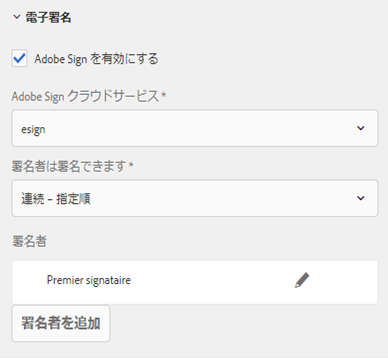 電子署名
Adobe Sign を有効にする
Adobe Sign クラウドサービス *
esign
署名者は署名できます *
連続 – 指定順
署名者
Premier signataire
署名者を追加